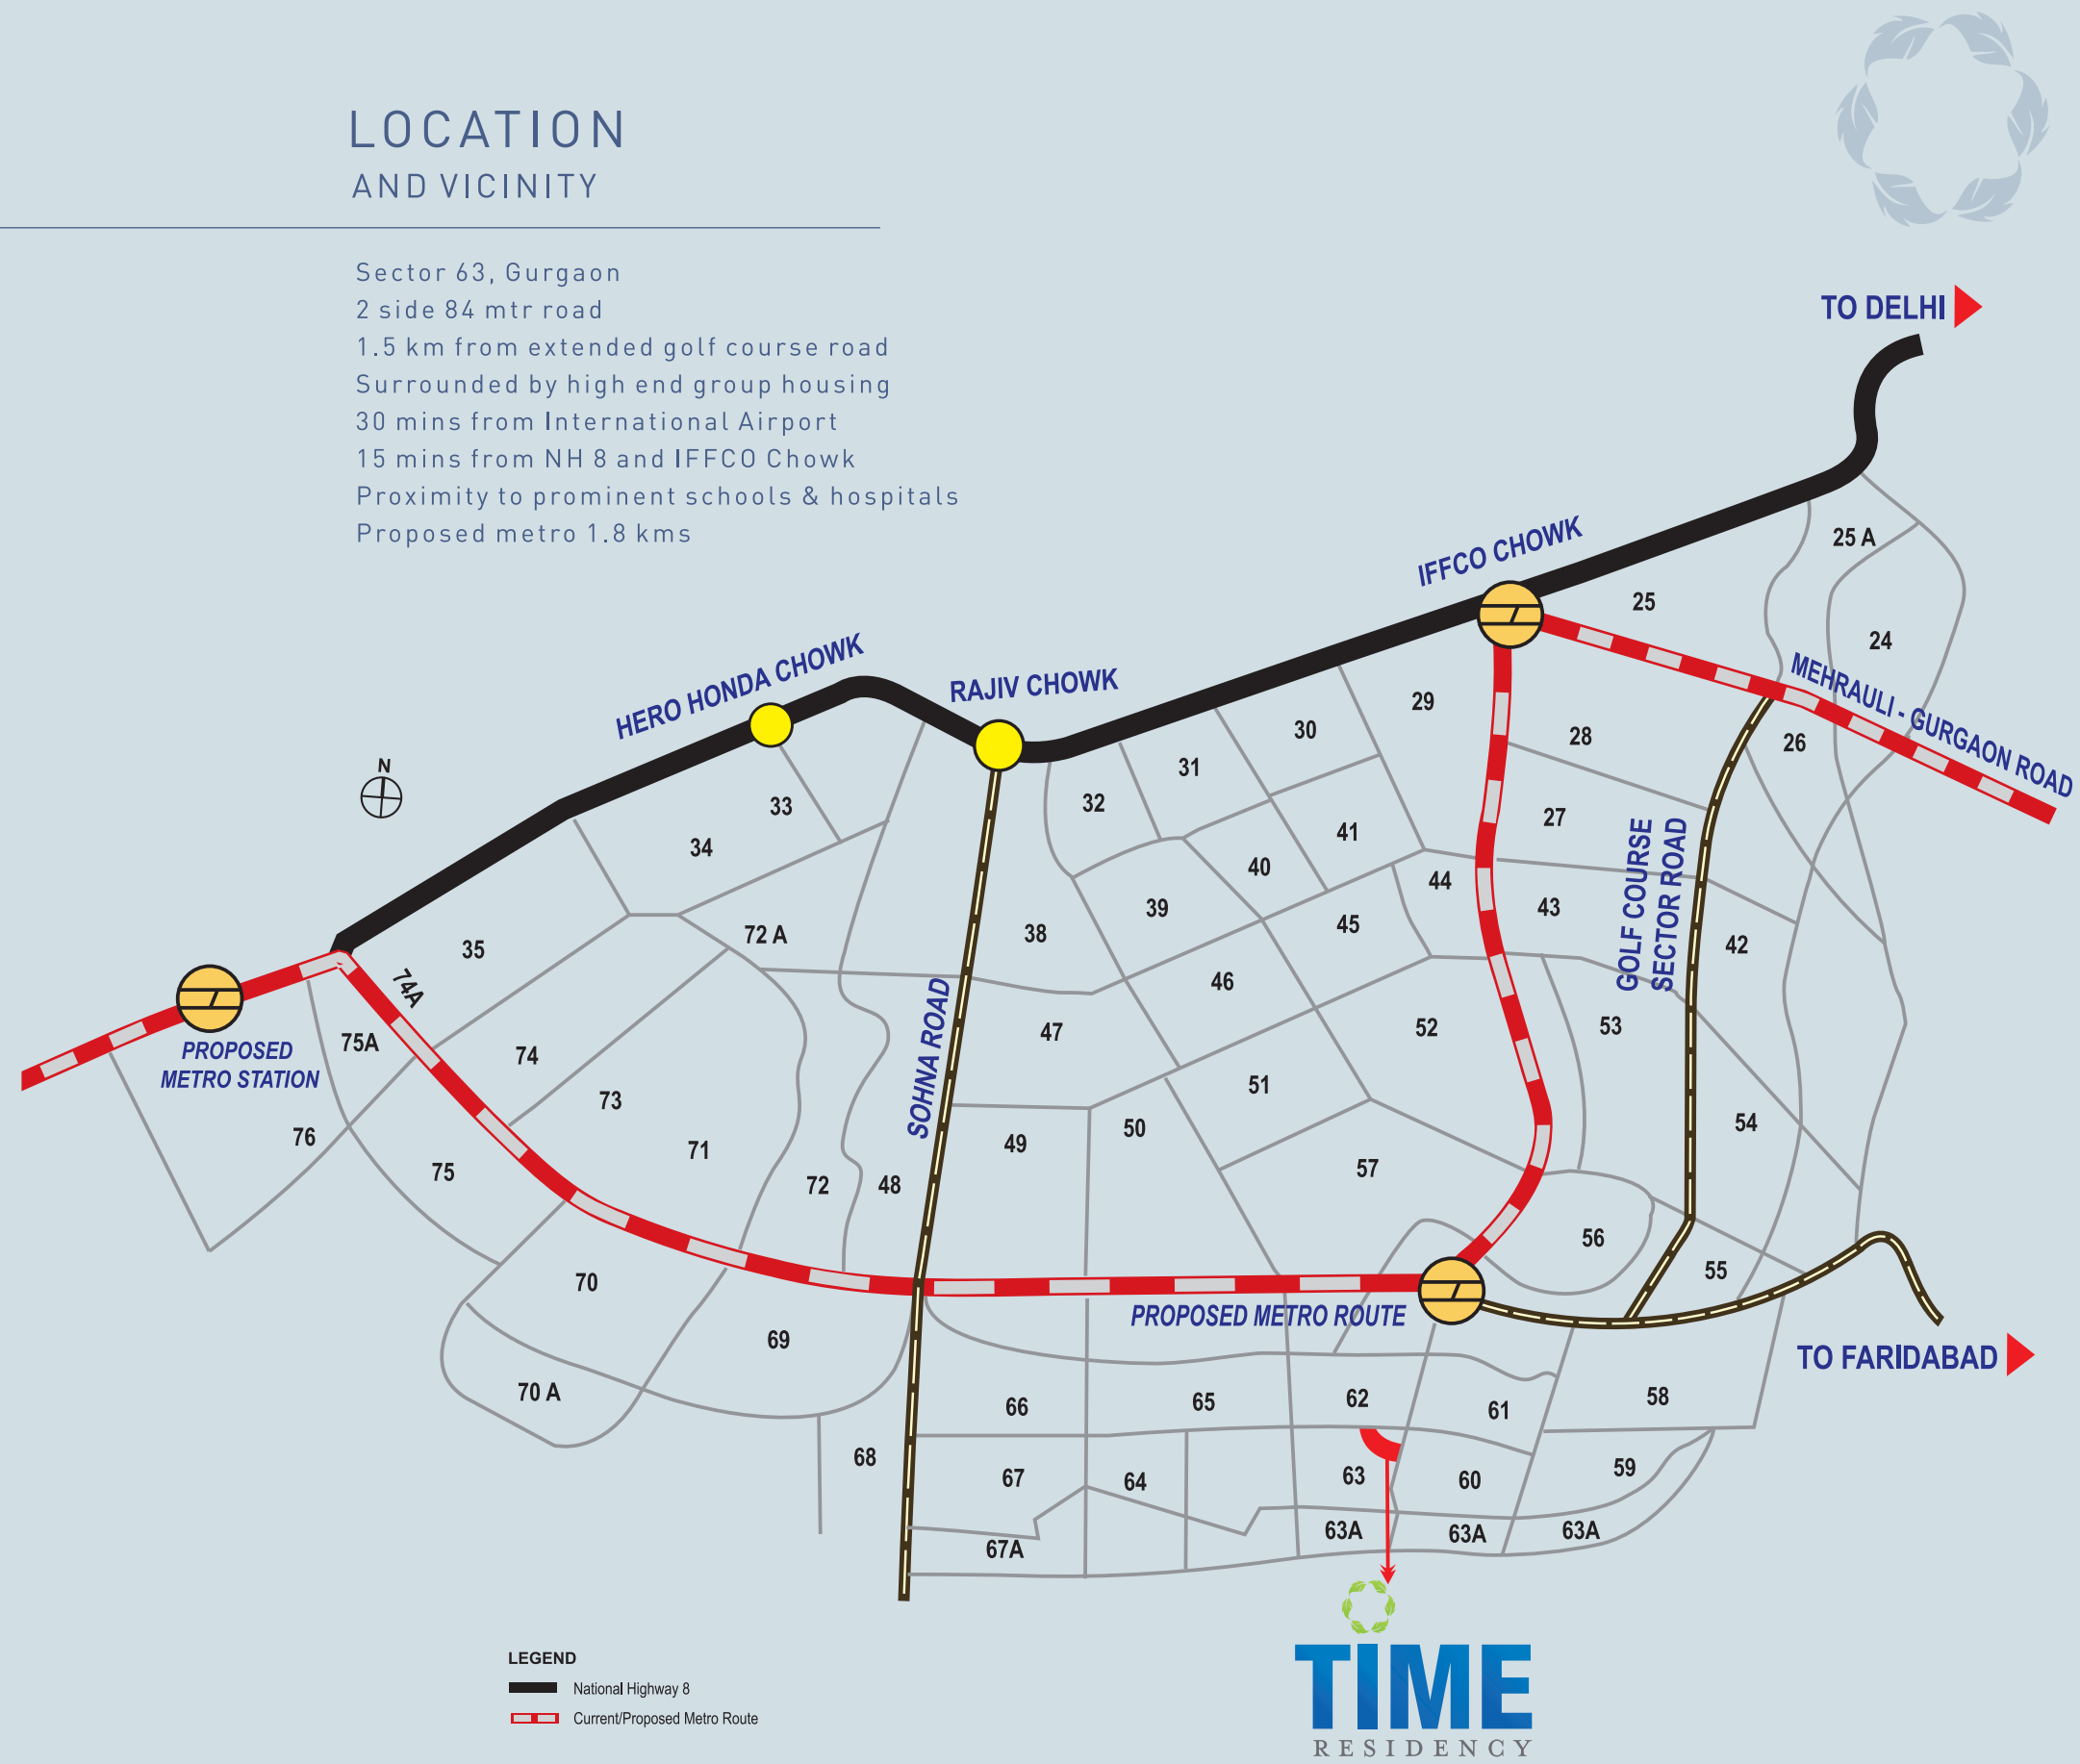 LOCATION
AND VICINITY
Sector 63, Gurgaon
2 side 84 mtr road
1.5 km from extended golf course road
Surrounded by high end group housing
30 mins from International Airport
15 mins from NH 8 and IFFCO Chowk
Proximity to prominent schools & hospitals
Proposed metro 1.8 kms
TO DELHI
IFFCO CHOWK
25 A
25
24
HERO HONDA CHOWK
RAJIV CHOWK
MEHRAULI - GURGAON ROAD
29
30
28
26
31
N
32
33
27
41
34
40
44
GOLF COURSE
SECTOR ROAD
39
43
45
38
72 A
42
35
46
74A
52
53
47
75A
PROPOSED
METRO STATION
74
SOHNA ROAD
51
73
54
50
76
49
71
57
75
72
48
56
55
70
PROPOSED METRO ROUTE
69
TO FARIDABAD
70 A
58
62
65
66
61
68
59
63
67
60
64
63A
63A
63A
67A
TIME
RESIDENCY
LEGEND
National Highway 8
Current/Proposed Metro Route